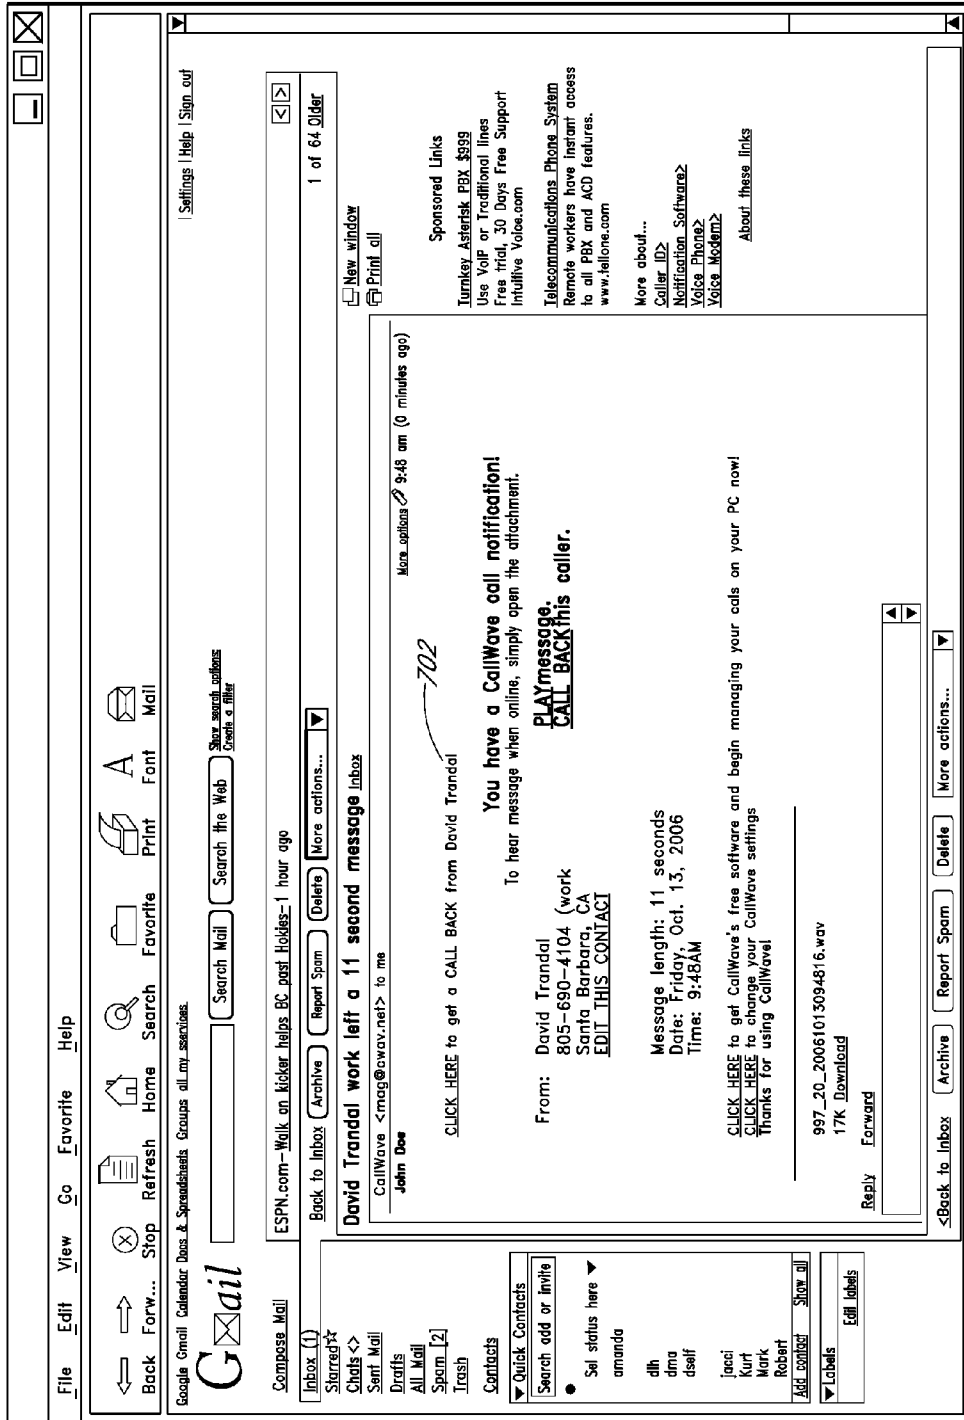 File Edit View Go Favorite Help
Back Forw... Stop Refresh Home Search Favorite Print Font Mail
Google Gmail Calendar Docs & Spreadsheets Groups all my sservices
| Settings | Help | Sign out
GMail
Search Mail Search the Web
Show search options:
Create a filter
Compose Mail
Inbox (1)
Starred
Chats<>
Sent Mail
Drafts
All Mail
Spam [2]
Trash
Contacts
Quick Contacts
Search add or invite
Sel status here
amanda
dlh
dma
dself
jacci
Kurt
Mark
Robert
Add contact Show all
Labels
Edit labels
ESPN.com-Walk on kicker helps BC past Hokies-1 hour ago
< >
Back to Inbox Archive Report Spam Delete More actions...
1 of 64 Older
David Trandal work left a 11 second message Inbox
CallWave <mag@cwav.net> to me
More options 9:48 am (0 minutes ago)
John Doe
CLICK HERE to get a CALL BACK from David Trandal
702
You have a CallWave call notification!
To hear message when online, simply open the attachment.
From: David Trandal
805-690-4104 (work
Santa Barbara, CA
EDIT THIS CONTACT
PLAYmessage.
CALL BACKthis caller.
Message length: 11 seconds
Date: Friday, Oct. 13, 2006
Time: 9:48AM
CLICK HERE to get CallWave's free software and begin managing your cals on your PC now!
CLICK HERE to change your CallWave settings
Thanks for using CallWave!
997_20_20061013094816.wav
17K Download
Reply Forward
<Back to Inbox Archive Report Spam Delete More actions...
New window
Print all
Sponsored Links
Turnkey Asterisk PBX $999
Use VoIP or Traditional lines
Free trial, 30 Days Free Support
Intuitive Voice.com
Telecommunications Phone System
Remote workers have instant access
to all PBX and ACD features.
www.tellone.com
More about...
Caller ID>
Notification Software>
Voice Phone>
Voice Modem>
About these links